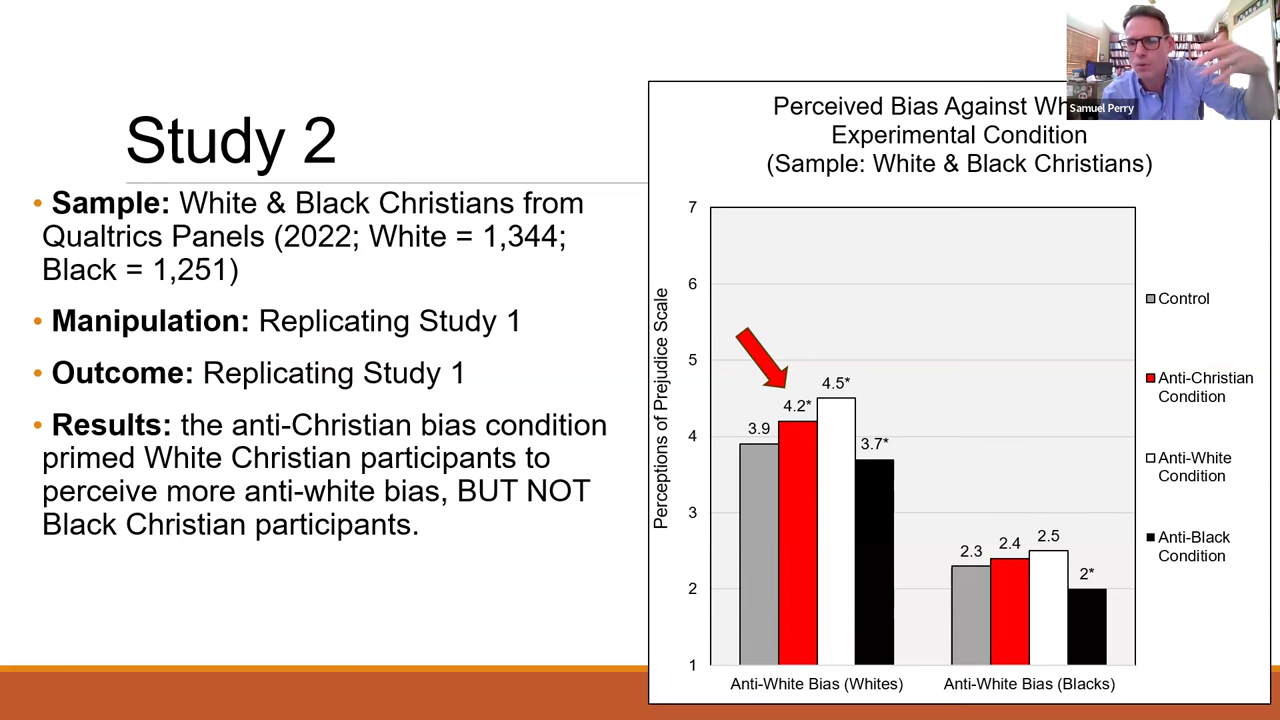 Study 2
• Sample: White & Black Christians from
Qualtrics Panels (2022; White = 1,344;
Black = 1,251)
• Manipulation: Replicating Study 1
• Outcome: Replicating Study 1
• Results: the anti-Christian bias condition
primed White Christian participants to
perceive more anti-white bias, BUT NOT
Black Christian participants.
Samuel Perry
Perceived Bias Against
Experimental Condition
(Sample: White & Black Christians)
Perceptions of Prejudice Scale
7
6
5
4
3
2
1
3.9
4.2*
4.5*
3.7*
2.3
2.4
2.5
2*
Anti-White Bias (Whites)
Anti-White Bias (Blacks)
Control
Anti-Christian
Condition
Anti-White
Condition
Anti-Black
Condition